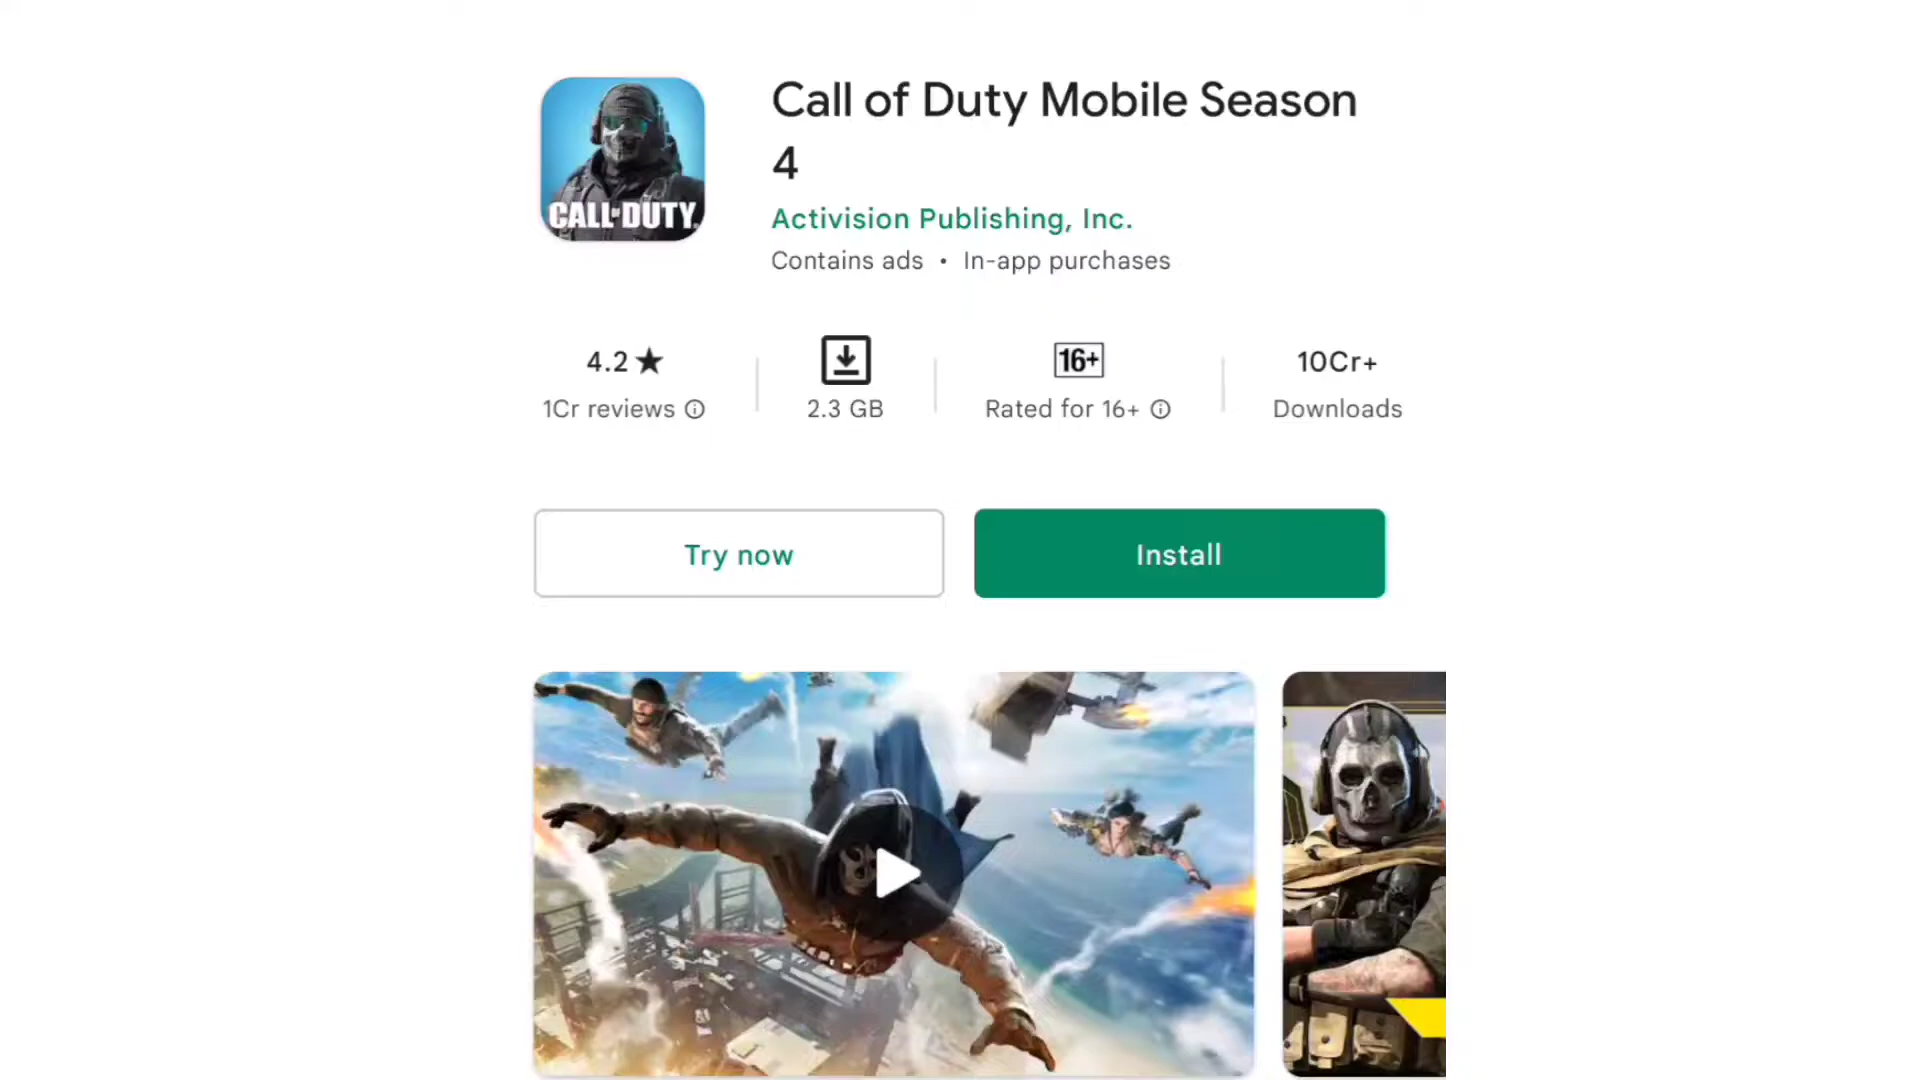 Call of Duty Mobile Season
4
CALL OF DUTY
Activision Publishing, Inc.
Contains ads • In-app purchases
4.2★
1Cr reviews
2.3 GB
16+
Rated for 16+
10Cr+
Downloads
Try now
Install